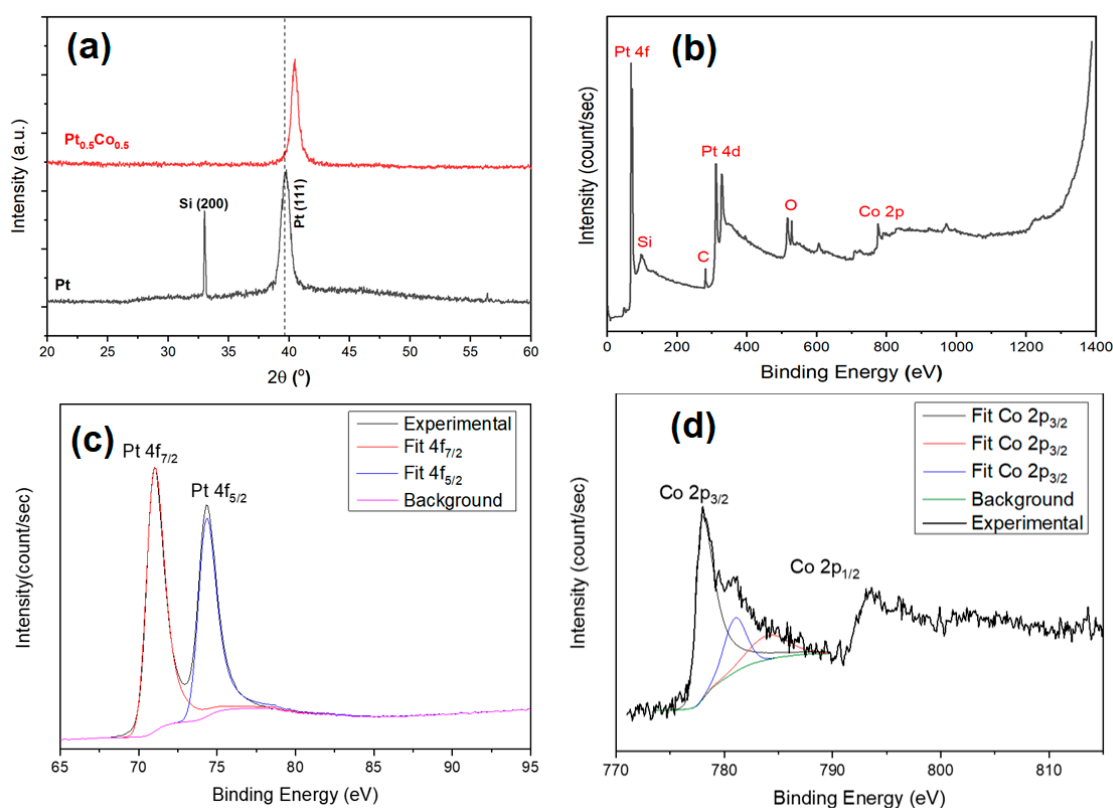 (a)
Intensity (a.u.)
Pt₀.₅Co₀.₅
Si (200)
Pt (111)
Pt
20 25 30 35 40 45 50 55 60
2θ (°)
(b)
Intensity (count/sec)
Pt 4f
Si
C
Pt 4d
O
Co 2p
0 200 400 600 800 1000 1200 1400
Binding Energy (eV)
(c)
Intensity(count/sec)
Pt 4f₇/₂
Pt 4f₅/₂
Experimental
Fit 4f₇/₂
Fit 4f₅/₂
Background
65 70 75 80 85 90 95
Binding Energy (eV)
(d)
Intensity (count/sec)
Co 2p₃/₂
Co 2p₁/₂
Fit Co 2p₃/₂
Fit Co 2p₃/₂
Fit Co 2p₃/₂
Background
Experimental
770 780 790 800 810
Binding Energy (eV)